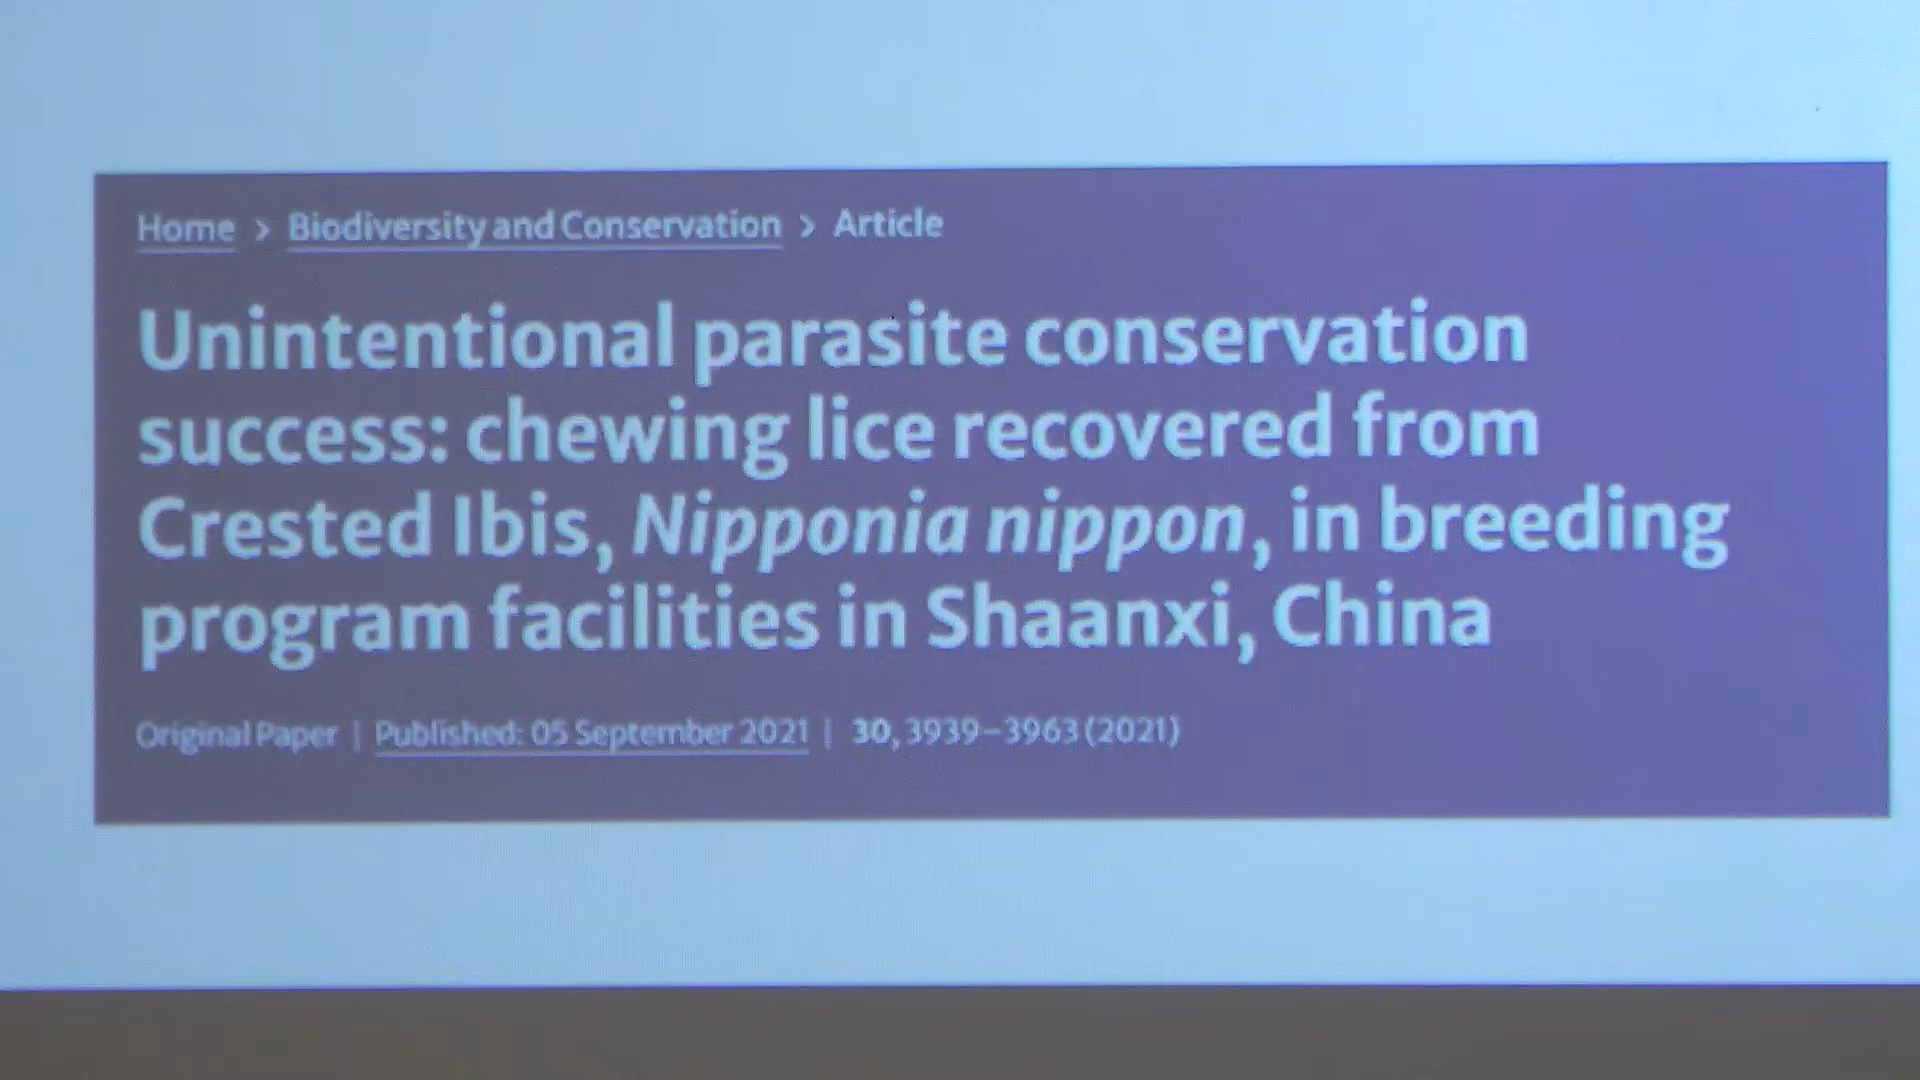 Home > Biodiversity and Conservation > Article
Unintentional parasite conservation
success: chewing lice recovered from
Crested Ibis, Nipponia nippon, in breeding
program facilities in Shaanxi, China
Original Paper | Published: 05 September 2021 | 30, 3939–3963 (2021)